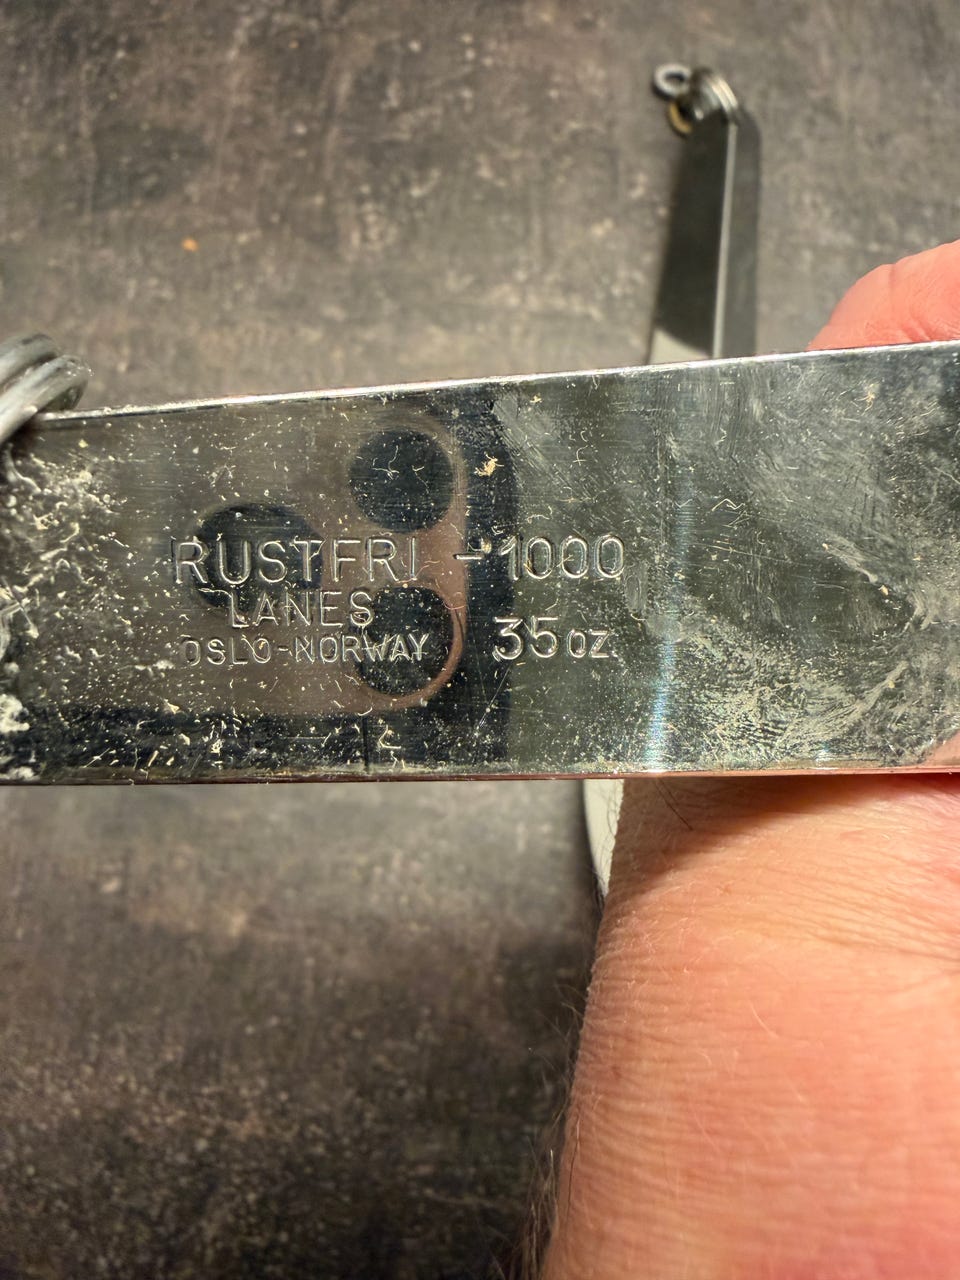 RUSTFRI - 1000
LANES
OSLO-NORWAY 35 oz